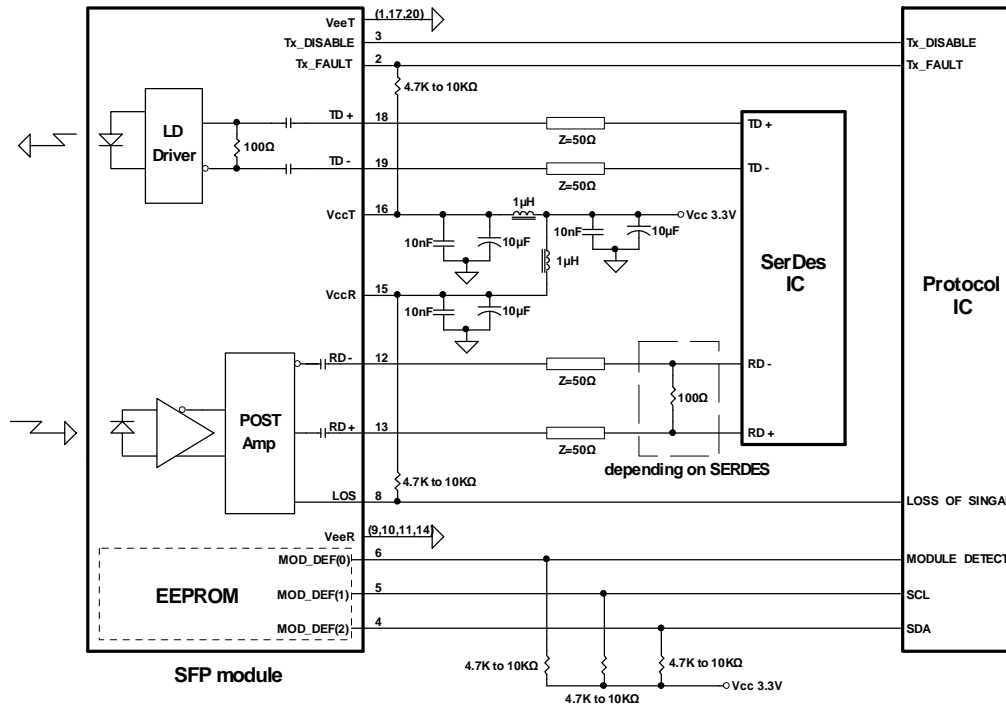 VeeT (1,17,20)
Tx_DISABLE 3 Tx_DISABLE
Tx_FAULT 2 Tx_FAULT
4.7K to 10KΩ
LD
Driver
100Ω
TD+ 18 Z=50Ω TD+
TD- 19 Z=50Ω TD-
1µH
VccT 16 Vcc 3.3V
10nF 10µF 10nF 10µF
1µH
SerDes
IC
Protocol
IC
VccR 15
10nF 10µF
RD- 12 Z=50Ω RD-
100Ω
POST
Amp
RD+ 13 Z=50Ω RD+
depending on SERDES
4.7K to 10KΩ
LOS 8 LOSS OF SINGAL
VeeR (9,10,11,14)
MOD_DEF(0) 6 MODULE DETECT
EEPROM
MOD_DEF(1) 5 SCL
MOD_DEF(2) 4 SDA
4.7K to 10KΩ 4.7K to 10KΩ
4.7K to 10KΩ
Vcc 3.3V
SFP module